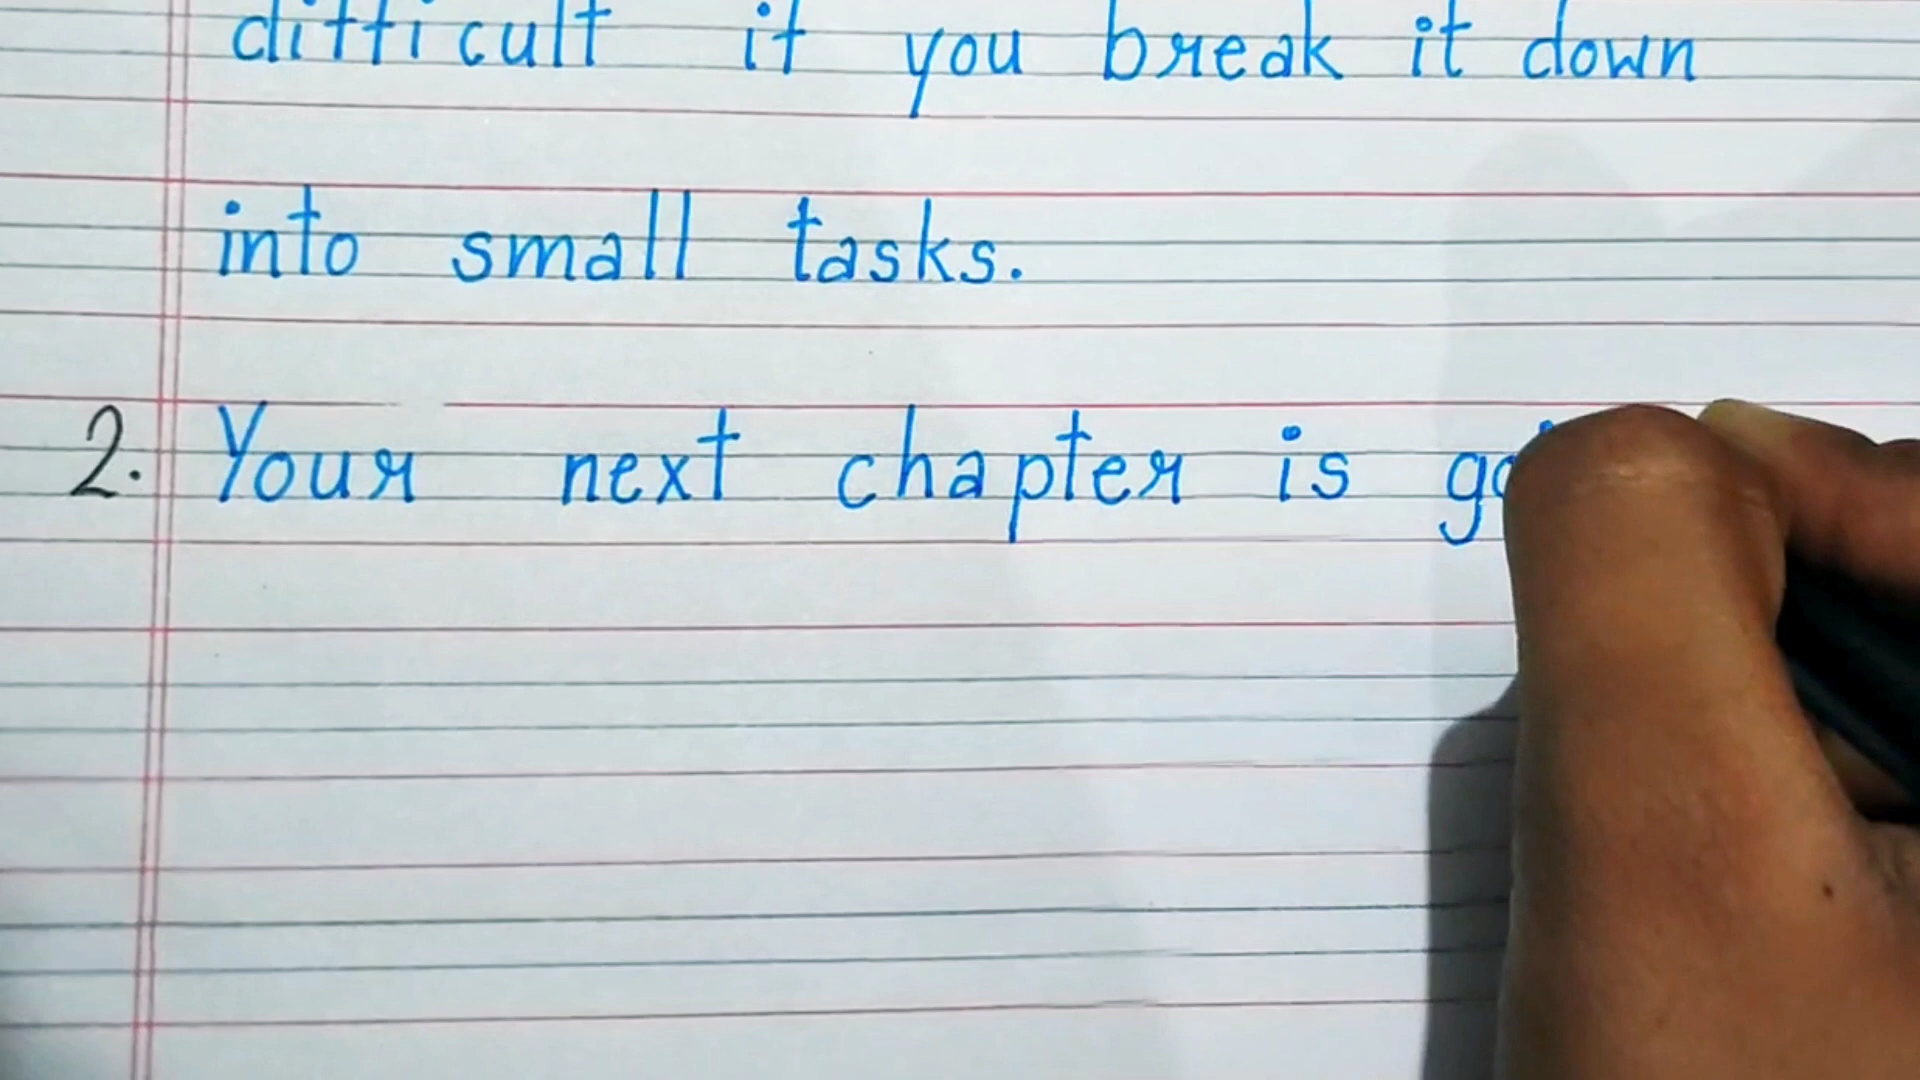 difficult if you break it down
into small tasks.
2. Your next chapter is